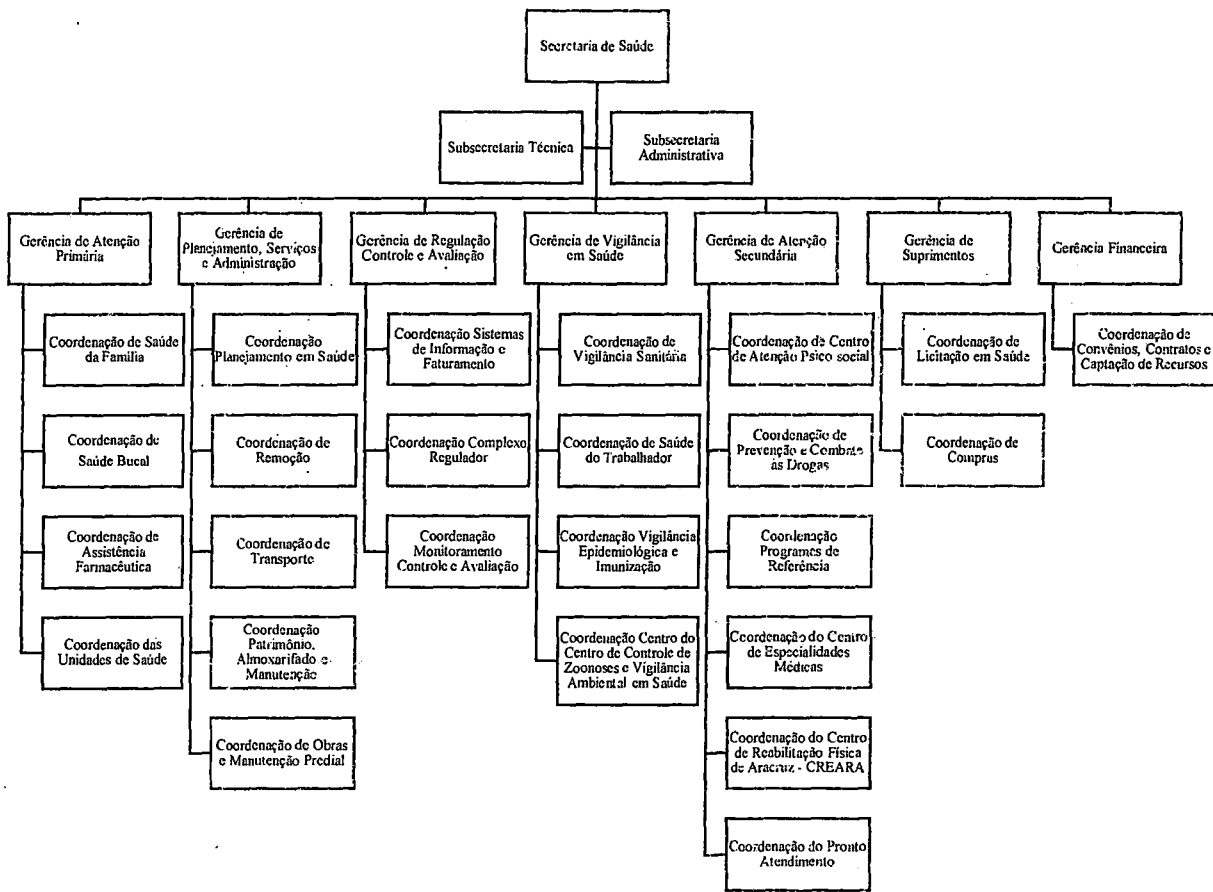 Secretaria de Saúde
Subsecretaria Técnica
Subsecretaria
Administrativa
Gerência de Atenção
Primária
Gerência de
Planejamento, Serviços
e Administração
Gerência de Regulação
Controle e Avaliação
Gerência de Vigilância
em Saúde
Gerência de Atenção
Secundária
Gerência de
Suprimentos
Gerência Financeira
Coordenação de Saúde
da Família
Coordenação
Planejamento em Saúde
Coordenação Sistemas
de Informação e
Faturamento
Coordenação de
Vigilância Sanitária
Coordenação de Centro
de Atenção Psico social
Coordenação de
Licitação em Saúde
Coordenação de
Convênios, Contratos e
Captação de Recursos
Coordenação de
Saúde Bucal
Coordenação de
Remoção
Coordenação Complexo
Regulador
Coordenação de Saúde
do Trabalhador
Coordenação de
Prevenção e Combate
às Drogas
Coordenação de
Compras
Coordenação de
Assistência
Farmacêutica
Coordenação de
Transporte
Coordenação
Monitoramento
Controle e Avaliação
Coordenação Vigilância
Epidemiológica e
Imunização
Coordenação
Programas de
Referência
Coordenação das
Unidades de Saúde
Coordenação
Patrimônio,
Almoxarifado e
Manutenção
Coordenação Centro do
Centro de Controle de
Zoonoses e Vigilância
Ambiental em Saúde
Coordenação do Centro
de Especialidades
Médicas
Coordenação de Obras
e Manutenção Predial
Coordenação do Centro
de Reabilitação Física
de Aracruz - CREARA
Coordenação do Pronto
Atendimento